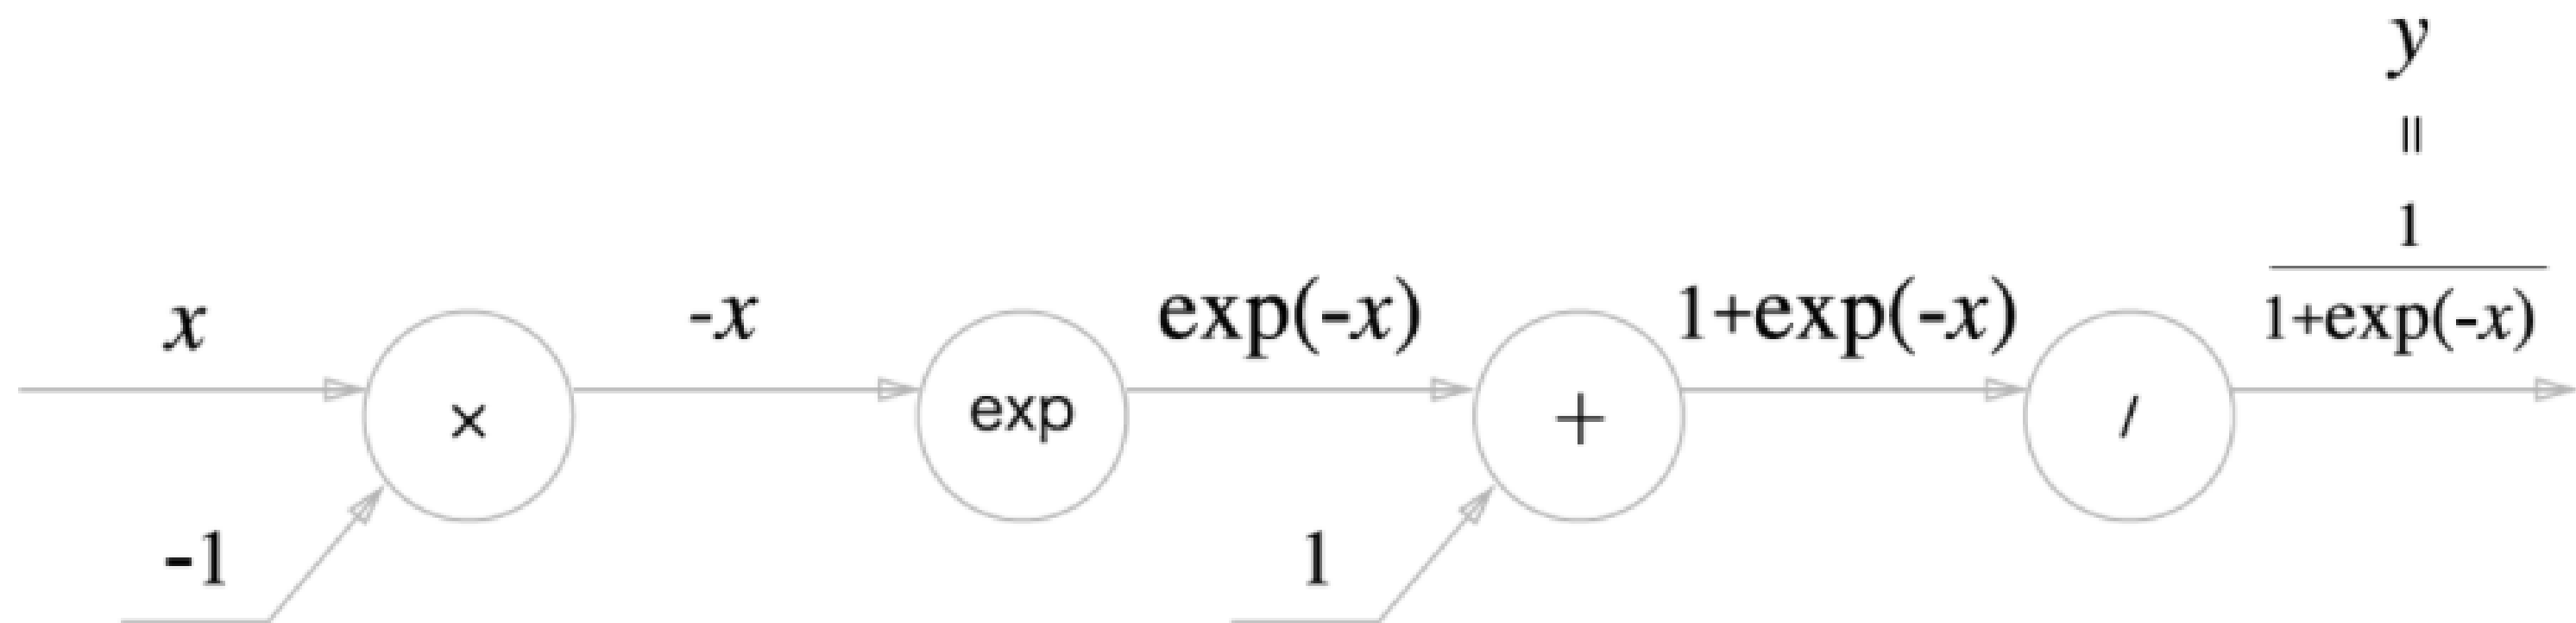 y
=
1
1+exp(-x)
x
-x
exp(-x)
1+exp(-x)
×
exp
+
/
-1
1